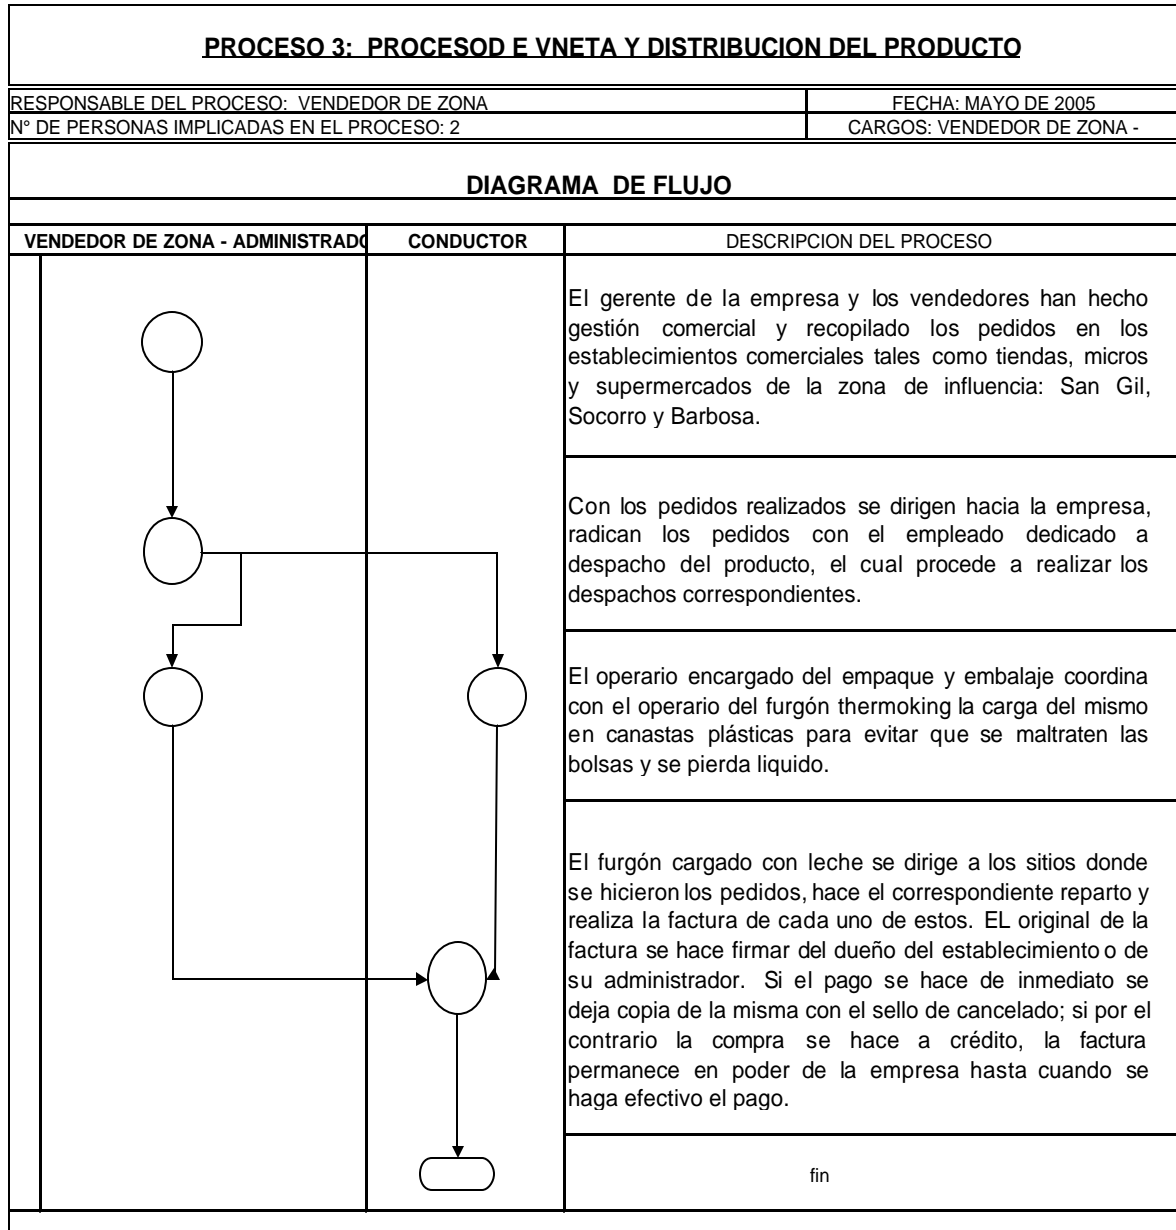 PROCESO 3: PROCESOD E VNETA Y DISTRIBUCION DEL PRODUCTO
RESPONSABLE DEL PROCESO: VENDEDOR DE ZONA
FECHA: MAYO DE 2005
N° DE PERSONAS IMPLICADAS EN EL PROCESO: 2
CARGOS: VENDEDOR DE ZONA -
DIAGRAMA DE FLUJO
VENDEDOR DE ZONA - ADMINISTRADO
CONDUCTOR
DESCRIPCION DEL PROCESO
El gerente de la empresa y los vendedores han hecho
gestión comercial y recopilado los pedidos en los
establecimientos comerciales tales como tiendas, micros
y supermercados de la zona de influencia: San Gil,
Socorro y Barbosa.
Con los pedidos realizados se dirigen hacia la empresa,
radican los pedidos con el empleado dedicado a
despacho del producto, el cual procede a realizar los
despachos correspondientes.
El operario encargado del empaque y embalaje coordina
con el operario del furgón thermoking la carga del mismo
en canastas plásticas para evitar que se maltraten las
bolsas y se pierda liquido.
El furgón cargado con leche se dirige a los sitios donde
se hicieron los pedidos, hace el correspondiente reparto y
realiza la factura de cada uno de estos. EL original de la
factura se hace firmar del dueño del establecimiento o de
su administrador. Si el pago se hace de inmediato se
deja copia de la misma con el sello de cancelado; si por el
contrario la compra se hace a crédito, la factura
permanece en poder de la empresa hasta cuando se
haga efectivo el pago.
fin